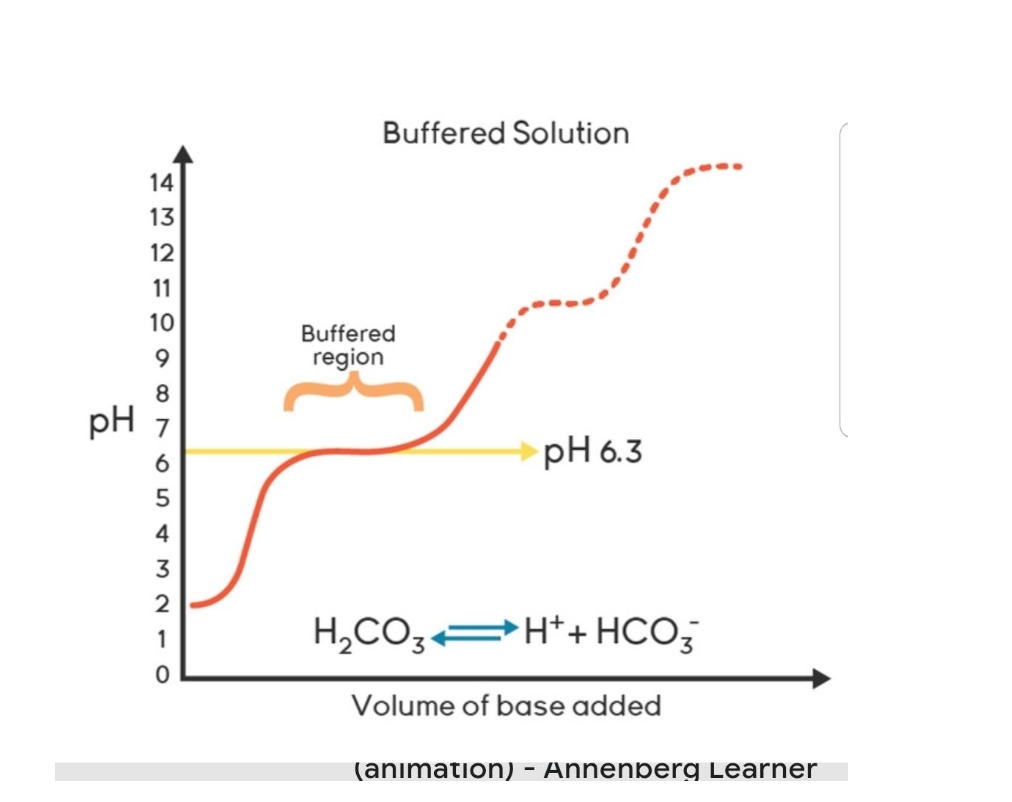 Buffered Solution
14
13
12
11
10
9
8
7
6
5
4
3
2
1
0
pH
Buffered
region
pH 6.3
H₂CO₃ ⇌ H⁺ + HCO₃⁻
Volume of base added
(animation) - Annenberg Learner